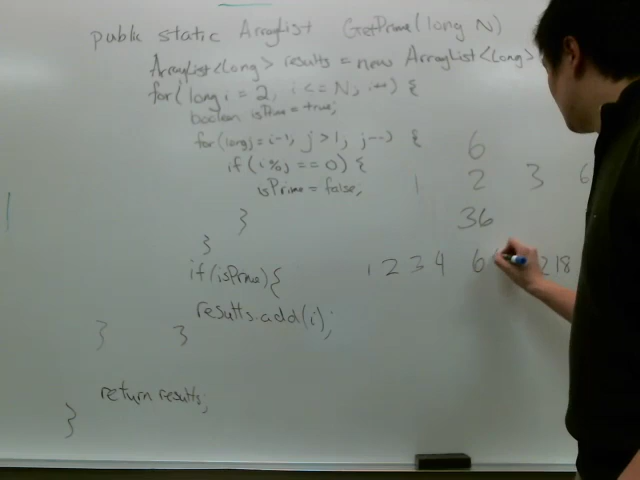 public static ArrayList GetPrime(long N)
ArrayList<Long> results = new ArrayList<Long>
for(long i = 2, i <= N; i++) {
boolean isPrime = true;
for(long j = i-1, j > 1; j--) {
if (i%j == 0) {
isPrime = false,
}
}
if (isPrime) {
results.add(i);
} }
return results;
}
6
1 2 3 6
36
1 2 3 4 6 2 18